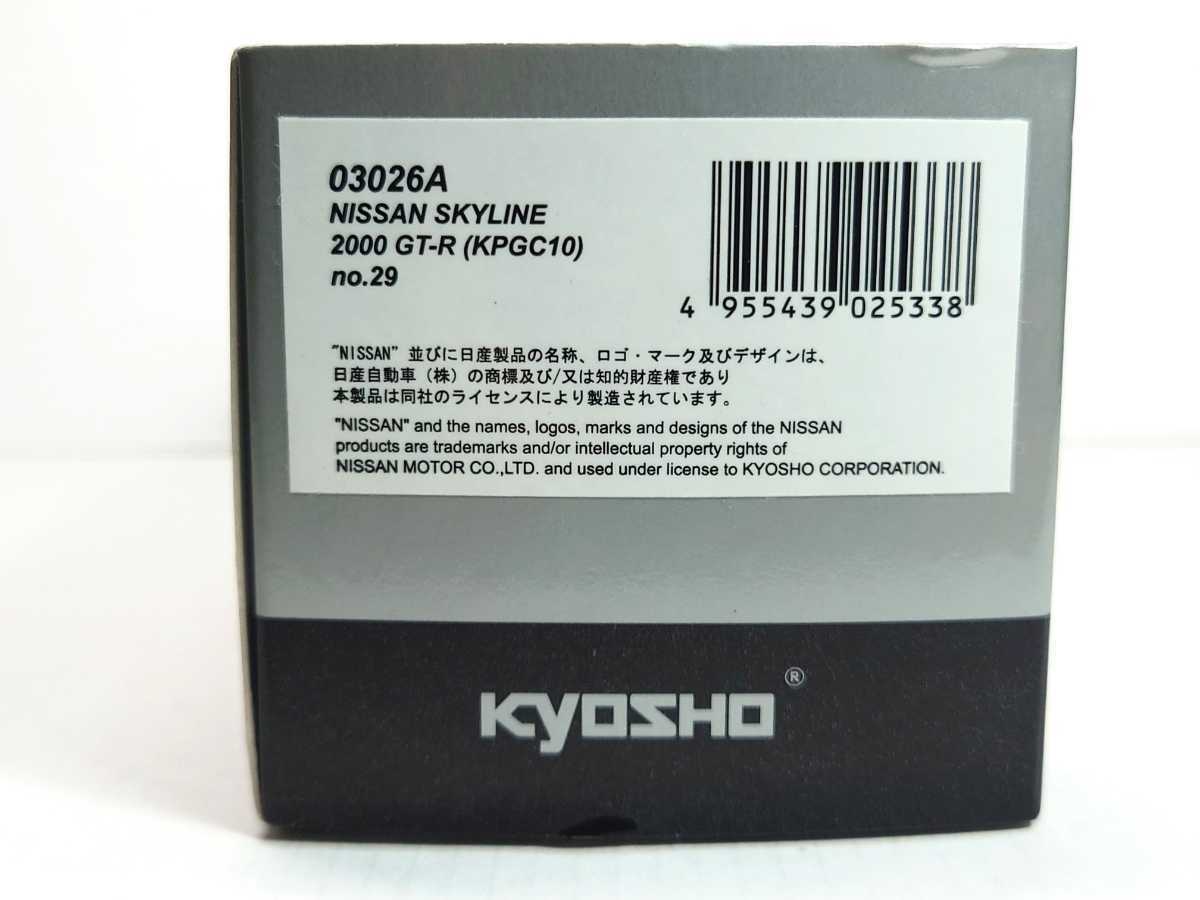 03026A
NISSAN SKYLINE
2000 GT-R (KPGC10)
no.29
4 955439 025338
"NISSAN" 並びに日産製品の名称、ロゴ・マーク及びデザインは、
日産自動車(株)の商標及び/又は知的財産権であり
本製品は同社のライセンスにより製造されています。
"NISSAN" and the names, logos, marks and designs of the NISSAN
products are trademarks and/or intellectual property rights of
NISSAN MOTOR CO.,LTD. and used under license to KYOSHO CORPORATION.
KYOSHO®